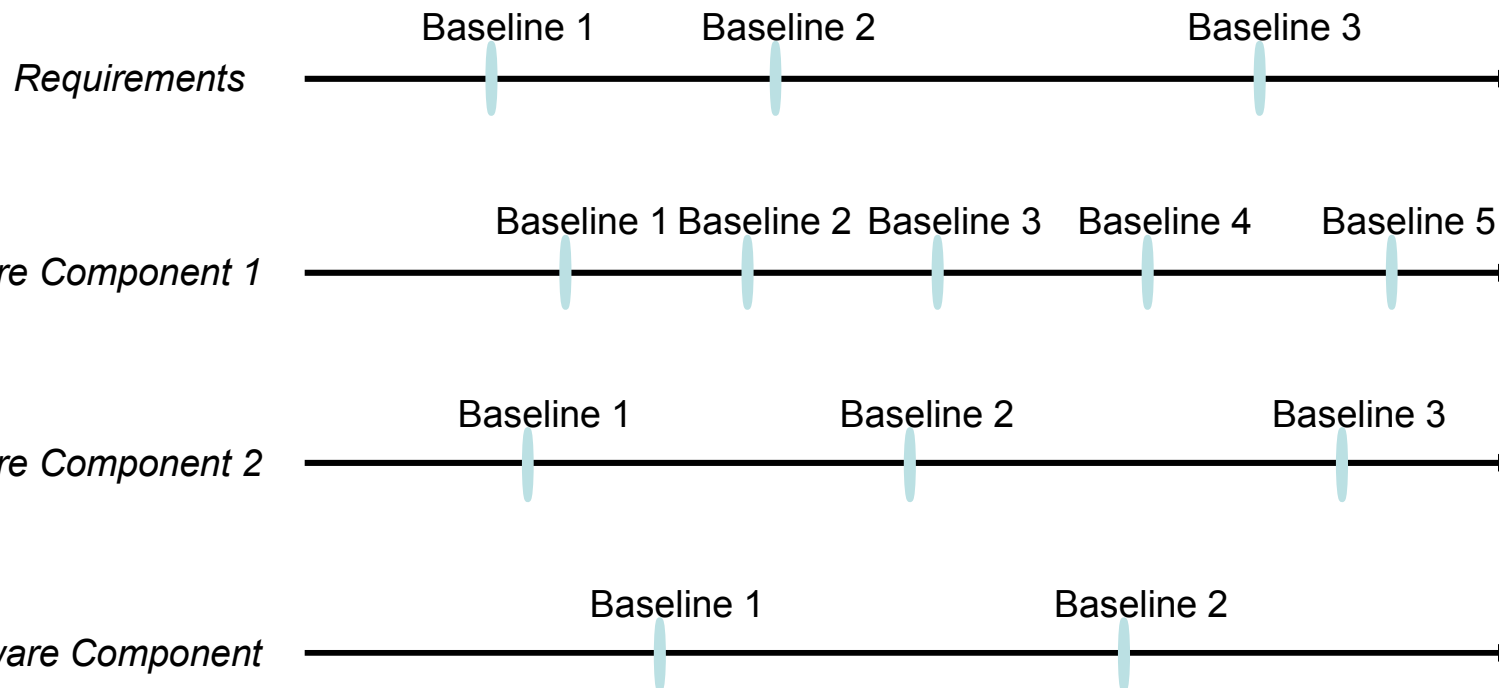 Baseline 1 Baseline 2 Baseline 3
Requirements
Baseline 1 Baseline 2 Baseline 3 Baseline 4 Baseline 5
re Component 1
Baseline 1 Baseline 2 Baseline 3
re Component 2
Baseline 1 Baseline 2
ware Component